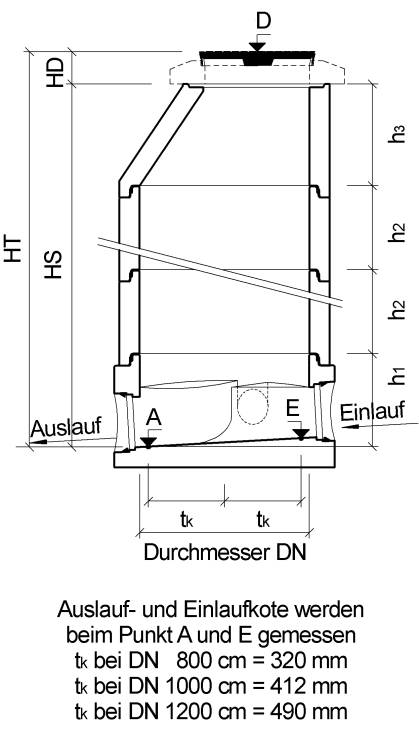 D
HD
h3
HT
HS
h2
h2
h1
Auslauf
A
E
Einlauf
tk
tk
Durchmesser DN
Auslauf- und Einlaufkote werden
beim Punkt A und E gemessen
tk bei DN 800 cm = 320 mm
tk bei DN 1000 cm = 412 mm
tk bei DN 1200 cm = 490 mm